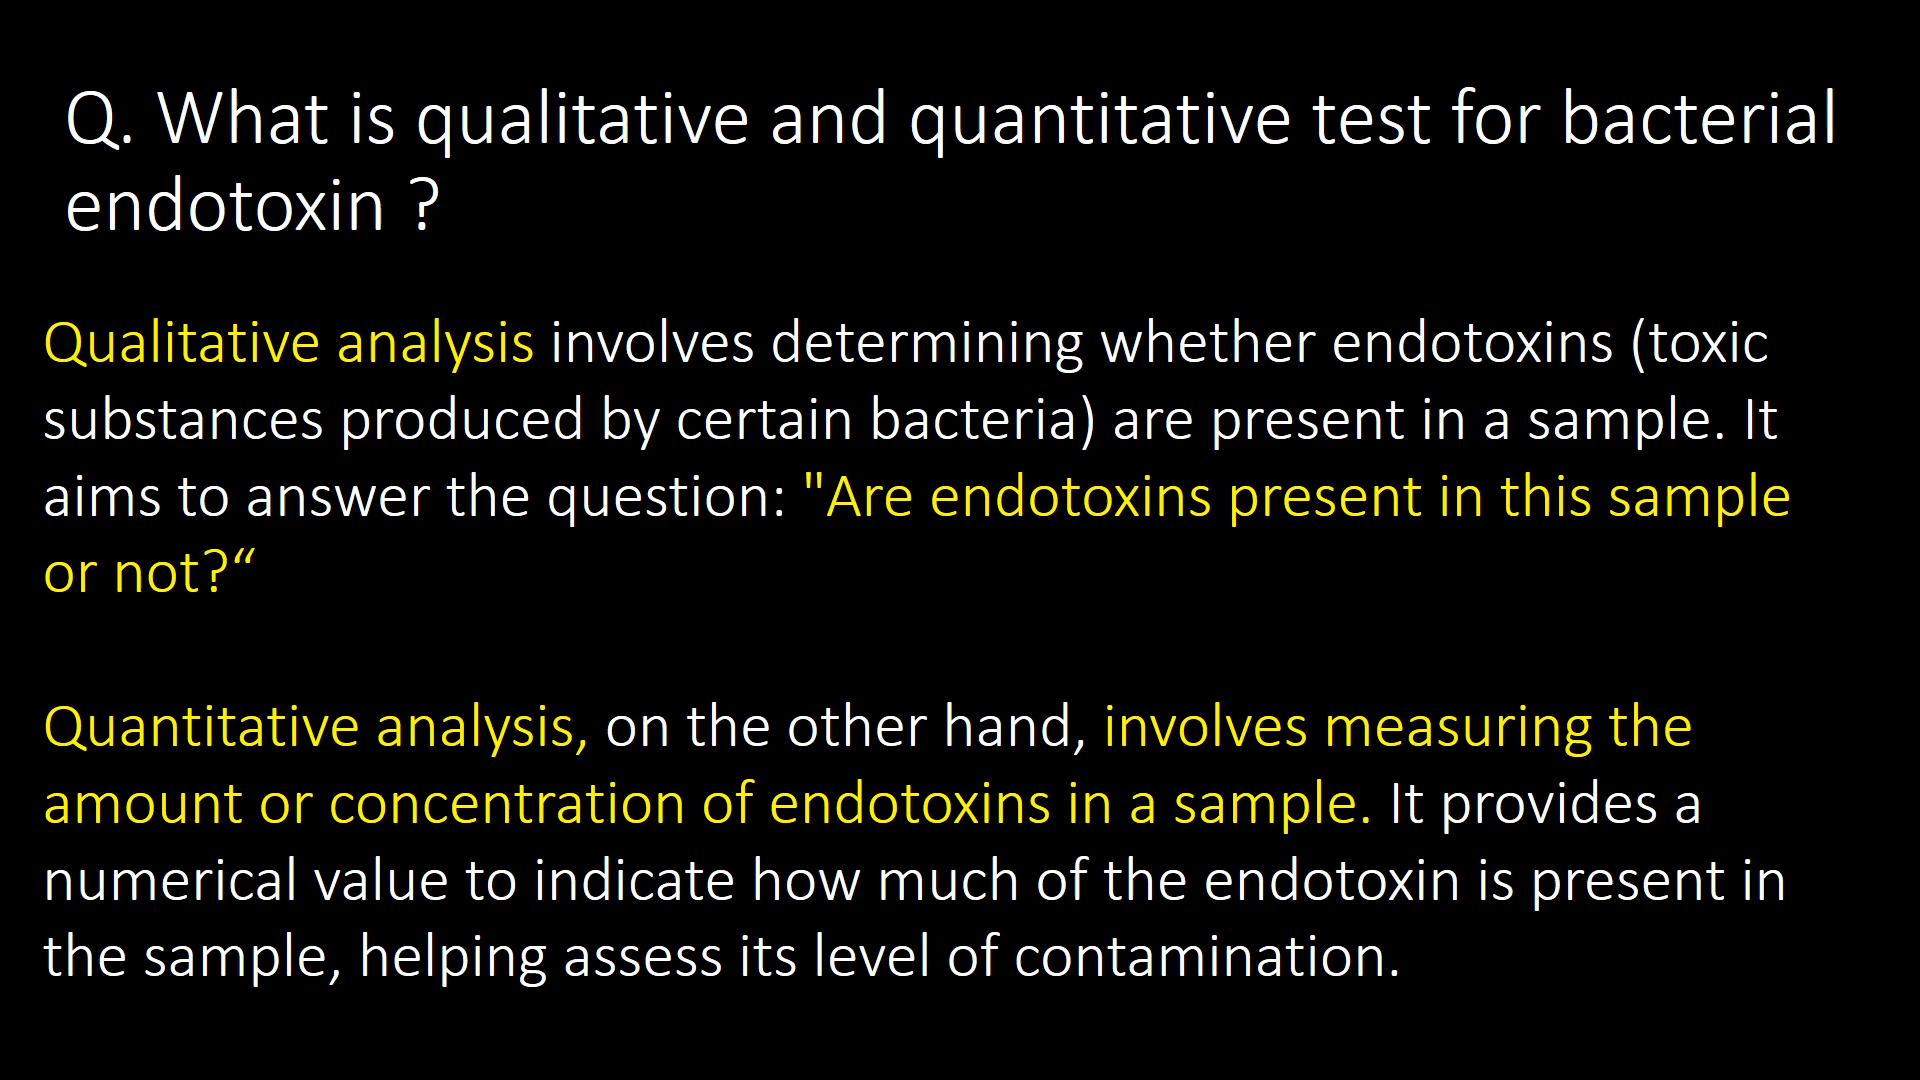 Q. What is qualitative and quantitative test for bacterial
endotoxin ?
Qualitative analysis involves determining whether endotoxins (toxic
substances produced by certain bacteria) are present in a sample. It
aims to answer the question: "Are endotoxins present in this sample
or not?“
Quantitative analysis, on the other hand, involves measuring the
amount or concentration of endotoxins in a sample. It provides a
numerical value to indicate how much of the endotoxin is present in
the sample, helping assess its level of contamination.